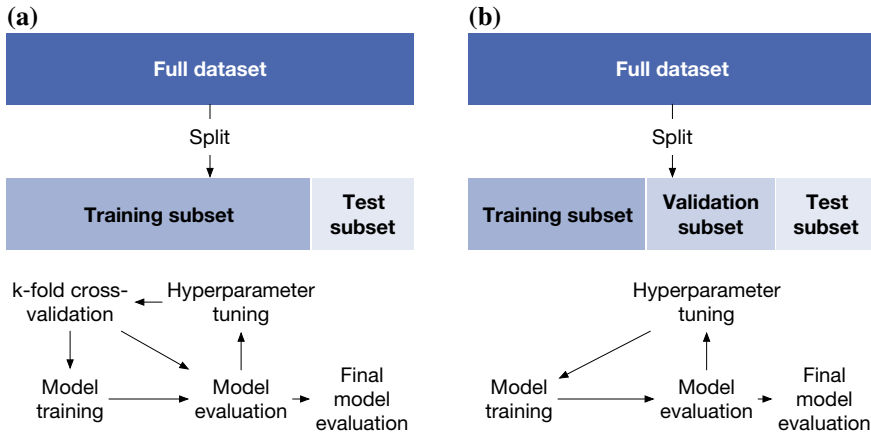 (a)
Full dataset
Split
Training subset
Test
subset
k-fold cross-
validation
Hyperparameter
tuning
Model
training
Model
evaluation
Final
model
evaluation
(b)
Full dataset
Split
Training subset
Validation
subset
Test
subset
Hyperparameter
tuning
Model
training
Model
evaluation
Final
model
evaluation